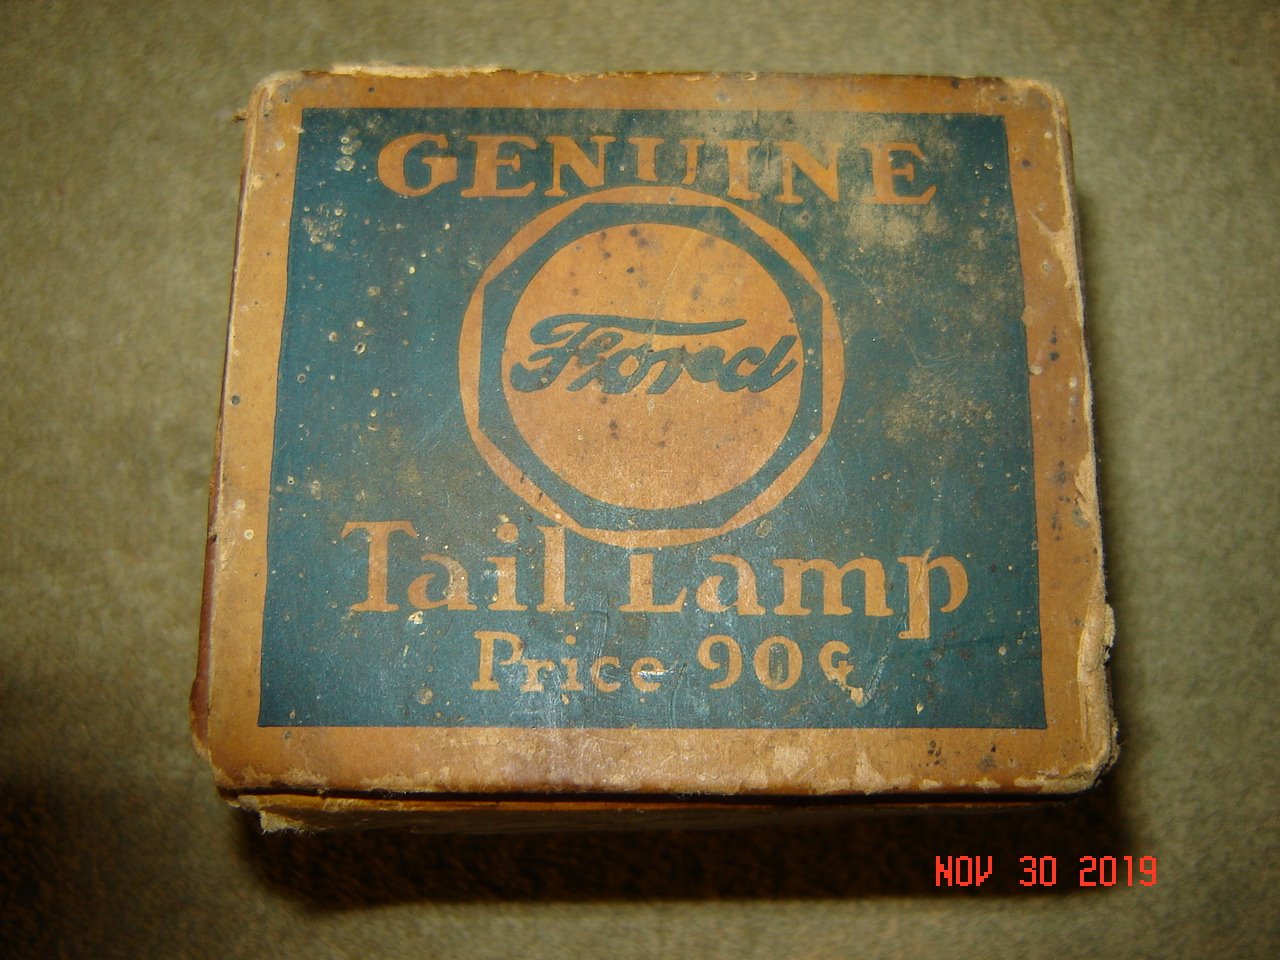 GENUINE
Ford
Tail Lamp
Price 90¢
NOV 30 2019